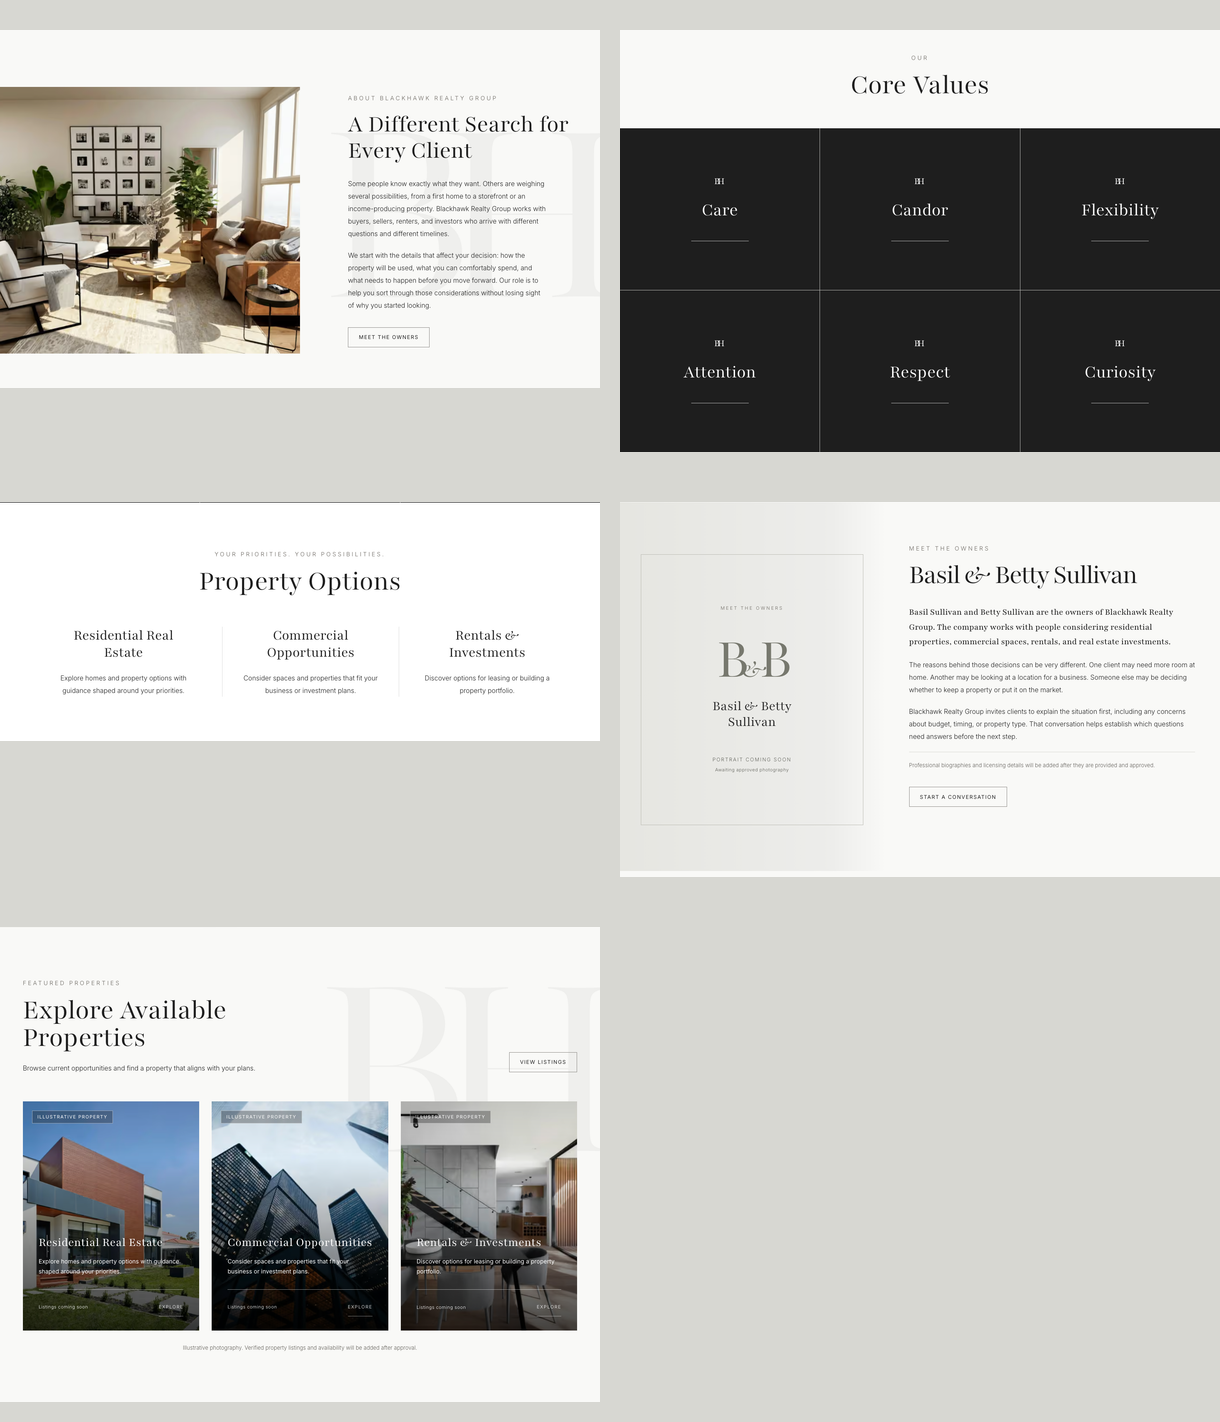 ABOUT BLACKHAWK REALTY GROUP
A Different Search for
Every Client
Some people know exactly what they want. Others are weighing
several possibilities, from a first home to a storefront or an
income-producing property. Blackhawk Realty Group works with
buyers, sellers, renters, and investors who arrive with different
questions and different timelines.
We start with the details that affect your decision: how the
property will be used, what you can comfortably spend, and
what needs to happen before you move forward. Our role is to
help you sort through those considerations without losing sight
of why you started looking.
MEET THE OWNERS
BH
OUR
Core Values
BH
Care
BH
Candor
BH
Flexibility
BH
Attention
BH
Respect
BH
Curiosity
YOUR PRIORITIES. YOUR POSSIBILITIES.
Property Options
Residential Real
Estate
Explore homes and property options with
guidance shaped around your priorities.
Commercial
Opportunities
Consider spaces and properties that fit your
business or investment plans.
Rentals &
Investments
Discover options for leasing or building a
property portfolio.
MEET THE OWNERS
B&B
Basil & Betty
Sullivan
PORTRAIT COMING SOON
Awaiting approved photography
MEET THE OWNERS
Basil & Betty Sullivan
Basil Sullivan and Betty Sullivan are the owners of Blackhawk Realty
Group. The company works with people considering residential
properties, commercial spaces, rentals, and real estate investments.
The reasons behind those decisions can be very different. One client may need more room at
home. Another may be looking at a location for a business. Someone else may be deciding
whether to keep a property or put it on the market.
Blackhawk Realty Group invites clients to explain the situation first, including any concerns
about budget, timing, or property type. That conversation helps establish which questions
need answers before the next step.
Professional biographies and licensing details will be added after they are provided and approved.
START A CONVERSATION
FEATURED PROPERTIES
Explore Available
Properties
Browse current opportunities and find a property that aligns with your plans.
BH
VIEW LISTINGS
ILLUSTRATIVE PROPERTY
Residential Real Estate
Explore homes and property options with guidance
shaped around your priorities.
Listings coming soon
EXPLORE
ILLUSTRATIVE PROPERTY
Commercial Opportunities
Consider spaces and properties that fit your
business or investment plans.
Listings coming soon
EXPLORE
ILLUSTRATIVE PROPERTY
Rentals & Investments
Discover options for leasing or building a property
portfolio.
Listings coming soon
EXPLORE
Illustrative photography. Verified property listings and availability will be added after approval.